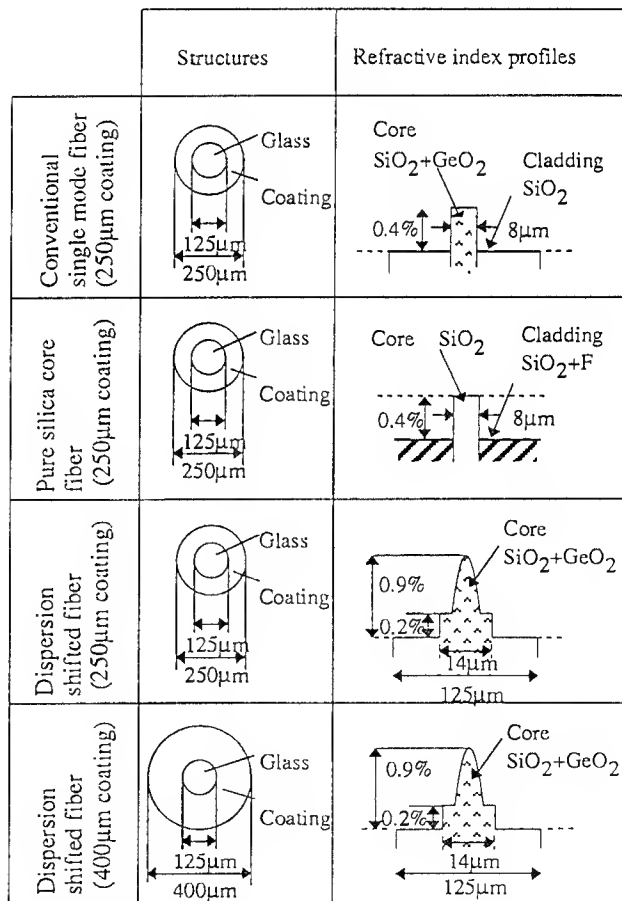 Structures
Refractive index profiles
Conventional
single mode fiber
(250μm coating)
Glass
Coating
125μm
250μm
Core
SiO2+GeO2
Cladding
SiO2
0.4%
8μm
Pure silica core
fiber
(250μm coating)
Glass
Coating
125μm
250μm
Core
SiO2
Cladding
SiO2+F
0.4%
8μm
Dispersion
shifted fiber
(250μm coating)
Glass
Coating
125μm
250μm
Core
SiO2+GeO2
0.9%
0.2%
14μm
125μm
Dispersion
shifted fiber
(400μm coating)
Glass
Coating
125μm
400μm
Core
SiO2+GeO2
0.9%
0.2%
14μm
125μm